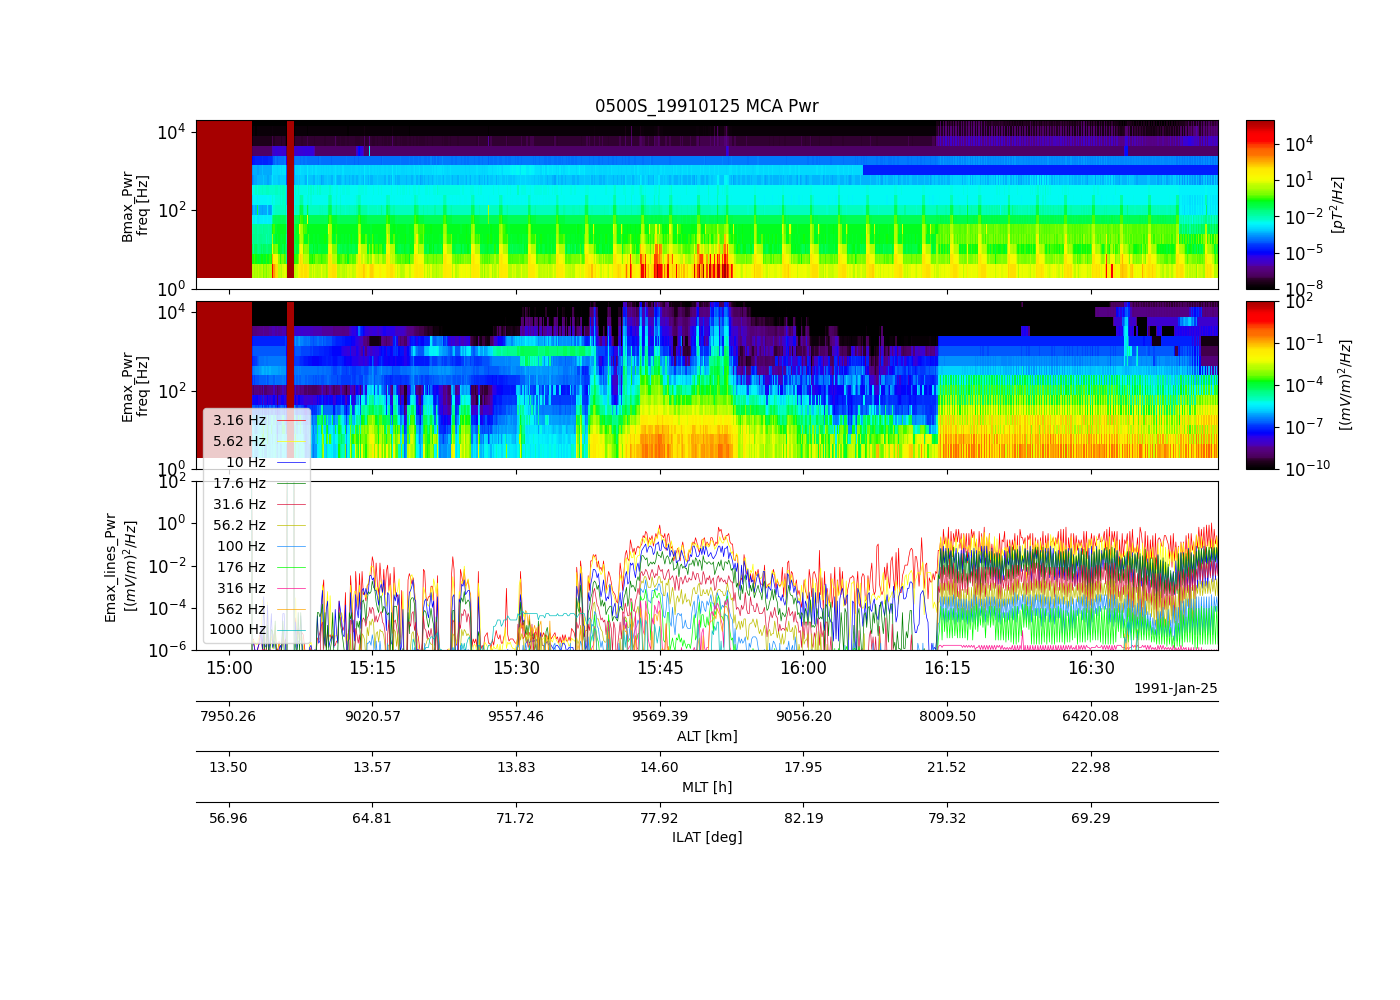 0500S_19910125 MCA Pwr
10^4
10^2
10^0
Bmax_Pwr
freq [Hz]
10^4
10^1
10^-2
10^-5
10^-8
[pT^2/Hz]
10^4
10^2
10^0
Emax_Pwr
freq [Hz]
10^2
10^-1
10^-4
10^-7
10^-10
[(mV/m)^2/Hz]
3.16 Hz
5.62 Hz
10 Hz
17.6 Hz
31.6 Hz
56.2 Hz
100 Hz
176 Hz
316 Hz
562 Hz
1000 Hz
10^2
10^0
10^-2
10^-4
10^-6
Emax_lines_Pwr
[(mV/m)^2/Hz]
15:00 15:15 15:30 15:45 16:00 16:15 16:30
1991-Jan-25
7950.26 9020.57 9557.46 9569.39 9056.20 8009.50 6420.08
ALT [km]
13.50 13.57 13.83 14.60 17.95 21.52 22.98
MLT [h]
56.96 64.81 71.72 77.92 82.19 79.32 69.29
ILAT [deg]